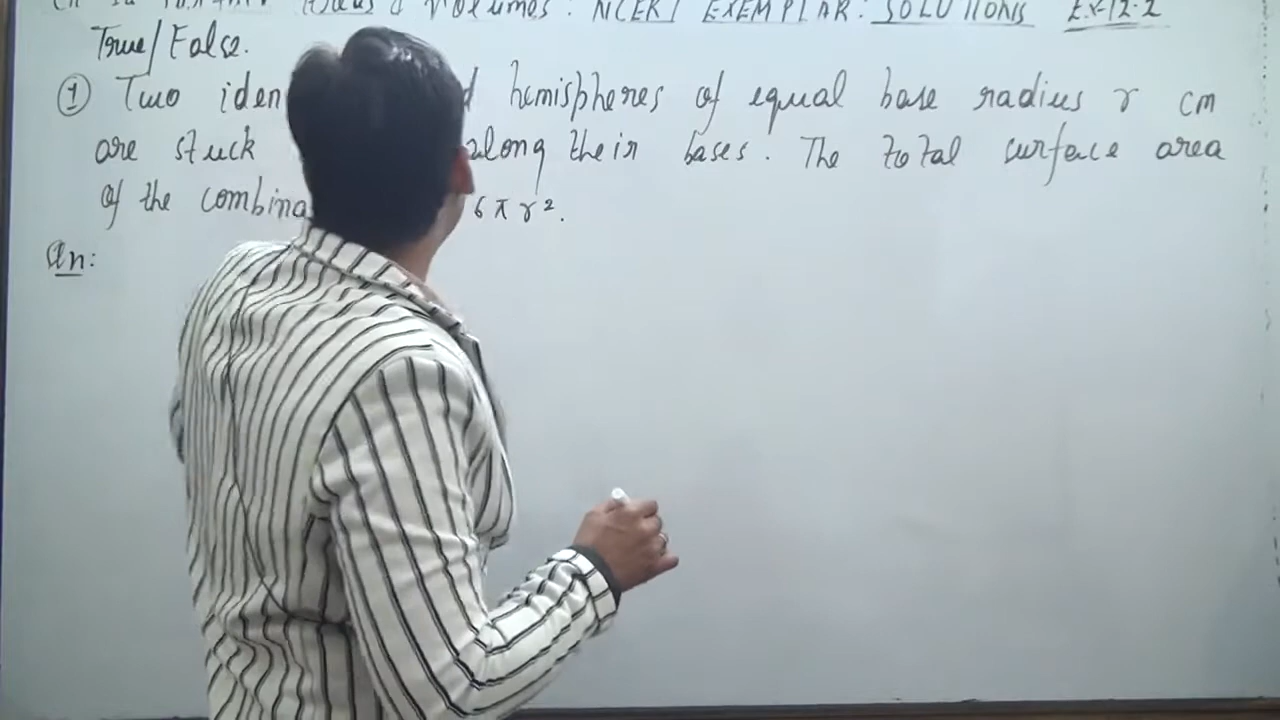 Areas & Volumes: NCERT EXEMPLAR: SOLUTIONS Ex-12.2
True/False.
① Two iden hemispheres of equal base radius r cm
are stuck along their bases. The total surface area
of the combina 6πr².
An: